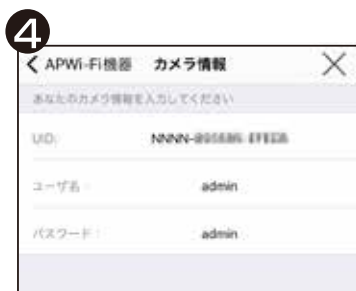 4
APWi-Fi機器 カメラ情報
あなたのカメラ情報を入力してください
UID: NNNN-
ユーザ名: admin
パスワード: admin